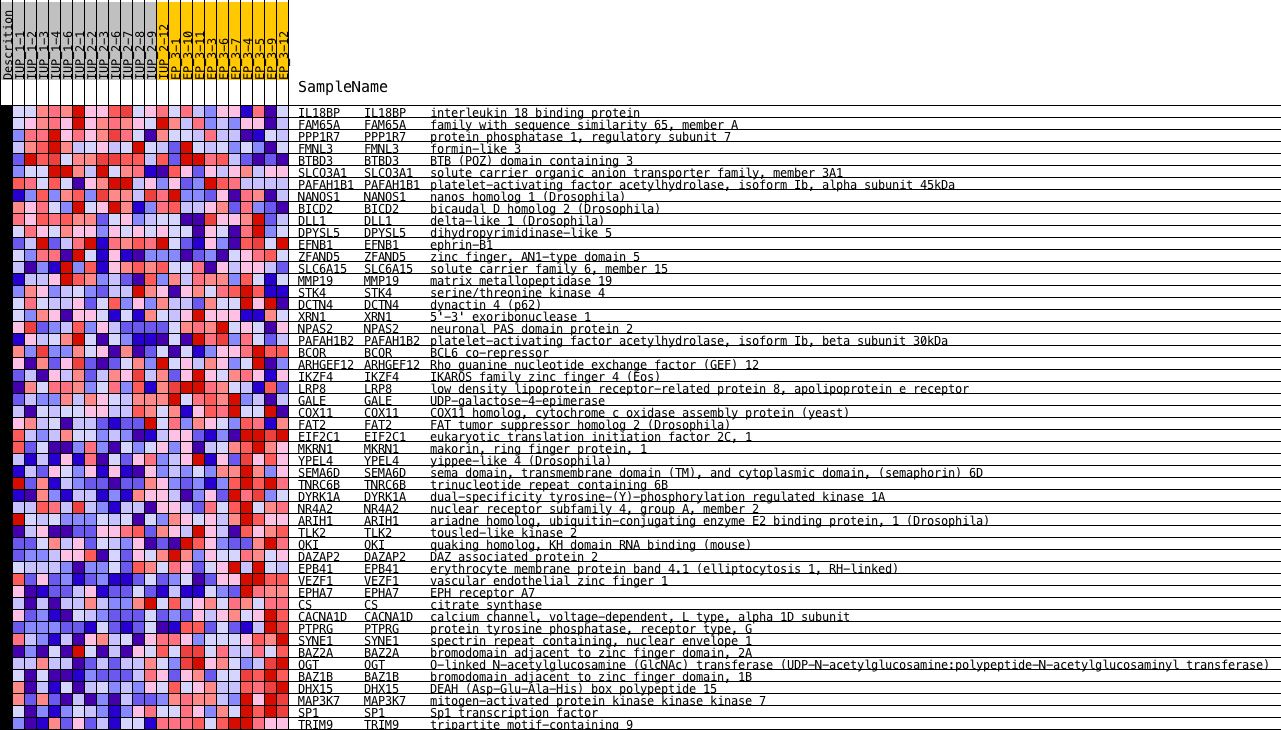 Descrition
IUP_1-1
IUP_1-2
IUP_1-3
IUP_1-4
IUP_1-6
IUP_2-1
IUP_2-2
IUP_2-3
IUP_2-6
IUP_2-7
IUP_2-8
IUP_2-9
IUP_2-12
EP_3-1
EP_3-10
EP_3-11
EP_3-3
EP_3-6
EP_3-7
EP_3-4
EP_3-5
EP_3-9
EP_3-12
SampleName
IL18BP IL18BP interleukin 18 binding protein
FAM65A FAM65A family with sequence similarity 65, member A
PPP1R7 PPP1R7 protein phosphatase 1, regulatory subunit 7
FMNL3 FMNL3 formin-like 3
BTBD3 BTBD3 BTB (POZ) domain containing 3
SLCO3A1 SLCO3A1 solute carrier organic anion transporter family, member 3A1
PAFAH1B1 PAFAH1B1 platelet-activating factor acetylhydrolase, isoform Ib, alpha subunit 45kDa
NANOS1 NANOS1 nanos homolog 1 (Drosophila)
BICD2 BICD2 bicaudal D homolog 2 (Drosophila)
DLL1 DLL1 delta-like 1 (Drosophila)
DPYSL5 DPYSL5 dihydropyrimidinase-like 5
EFNB1 EFNB1 ephrin-B1
ZFAND5 ZFAND5 zinc finger, AN1-type domain 5
SLC6A15 SLC6A15 solute carrier family 6, member 15
MMP19 MMP19 matrix metallopeptidase 19
STK4 STK4 serine/threonine kinase 4
DCTN4 DCTN4 dynactin 4 (p62)
XRN1 XRN1 5'-3' exoribonuclease 1
NPAS2 NPAS2 neuronal PAS domain protein 2
PAFAH1B2 PAFAH1B2 platelet-activating factor acetylhydrolase, isoform Ib, beta subunit 30kDa
BCOR BCOR BCL6 co-repressor
ARHGEF12 ARHGEF12 Rho guanine nucleotide exchange factor (GEF) 12
IKZF4 IKZF4 IKAROS family zinc finger 4 (Eos)
LRP8 LRP8 low density lipoprotein receptor-related protein 8, apolipoprotein e receptor
GALE GALE UDP-galactose-4-epimerase
COX11 COX11 COX11 homolog, cytochrome c oxidase assembly protein (yeast)
FAT2 FAT2 FAT tumor suppressor homolog 2 (Drosophila)
EIF2C1 EIF2C1 eukaryotic translation initiation factor 2C, 1
MKRN1 MKRN1 makorin, ring finger protein, 1
YPEL4 YPEL4 yippee-like 4 (Drosophila)
SEMA6D SEMA6D sema domain, transmembrane domain (TM), and cytoplasmic domain, (semaphorin) 6D
TNRC6B TNRC6B trinucleotide repeat containing 6B
DYRK1A DYRK1A dual-specificity tyrosine-(Y)-phosphorylation regulated kinase 1A
NR4A2 NR4A2 nuclear receptor subfamily 4, group A, member 2
ARIH1 ARIH1 ariadne homolog, ubiquitin-conjugating enzyme E2 binding protein, 1 (Drosophila)
TLK2 TLK2 tousled-like kinase 2
QKI QKI quaking homolog, KH domain RNA binding (mouse)
DAZAP2 DAZAP2 DAZ associated protein 2
EPB41 EPB41 erythrocyte membrane protein band 4.1 (elliptocytosis 1, RH-linked)
VEZF1 VEZF1 vascular endothelial zinc finger 1
EPHA7 EPHA7 EPH receptor A7
CS CS citrate synthase
CACNA1D CACNA1D calcium channel, voltage-dependent, L type, alpha 1D subunit
PTPRG PTPRG protein tyrosine phosphatase, receptor type, G
SYNE1 SYNE1 spectrin repeat containing, nuclear envelope 1
BAZ2A BAZ2A bromodomain adjacent to zinc finger domain, 2A
OGT OGT O-linked N-acetylglucosamine (GlcNAc) transferase (UDP-N-acetylglucosamine:polypeptide-N-acetylglucosaminyl transferase)
BAZ1B BAZ1B bromodomain adjacent to zinc finger domain, 1B
DHX15 DHX15 DEAH (Asp-Glu-Ala-His) box polypeptide 15
MAP3K7 MAP3K7 mitogen-activated protein kinase kinase kinase 7
SP1 SP1 Sp1 transcription factor
TRIM9 TRIM9 tripartite motif-containing 9